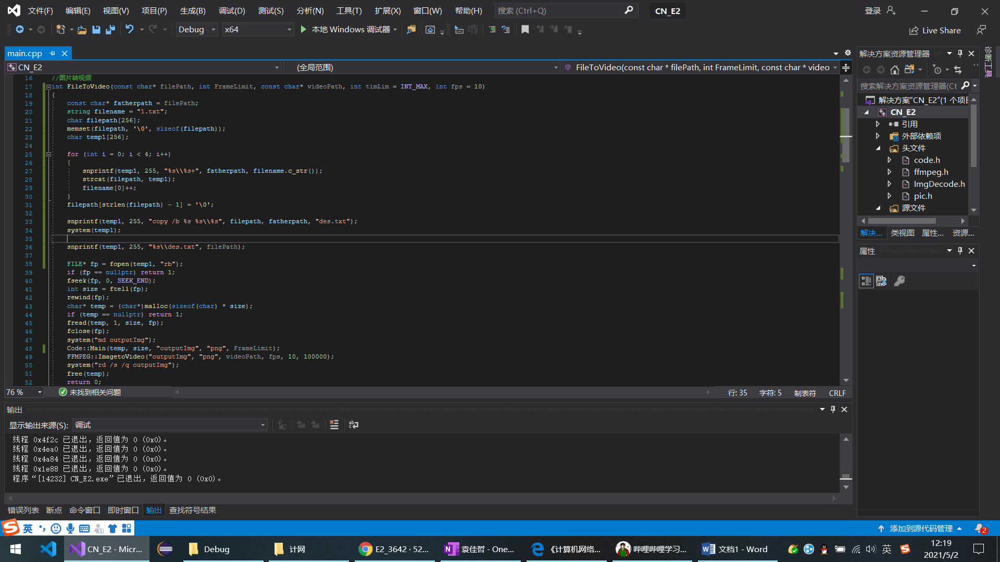 文件(F) 编辑(E) 视图(V) 项目(P) 生成(B) 调试(D) 测试(S) 分析(N) 工具(T) 扩展(X) 窗口(W) 帮助(H) 搜索 (Ctrl+Q) CN_E2 登录
Debug x64 本地 Windows 调试器 Live Share
main.cpp
CN_E2 (全局范围) FileToVideo(const char * filePath, int FrameLimit, const char * video
16 //图片转视频
17 int FileToVideo(const char* filePath, int FrameLimit, const char* videoPath, int timLim = INT_MAX, int fps = 10)
18 {
19 const char* fatherpath = filePath;
20 string filename = "1.txt";
21 char filepath[256];
22 memset(filepath, '\0', sizeof(filepath));
23 char temp1[256];
24
25 for (int i = 0; i < 4; i++)
26 {
27 snprintf(temp1, 255, "%s\\%s+", fatherpath, filename.c_str());
28 strcat(filepath, temp1);
29 filename[0]++;
30 }
31 filepath[strlen(filepath) - 1] = '\0';
32
33 snprintf(temp1, 255, "copy /b %s %s\\%s", filepath, fatherpath, "des.txt");
34 system(temp1);
35
36 snprintf(temp1, 255, "%s\\des.txt", filePath);
37
38 FILE* fp = fopen(temp1, "rb");
39 if (fp == nullptr) return 1;
40 fseek(fp, 0, SEEK_END);
41 int size = ftell(fp);
42 rewind(fp);
43 char* temp = (char*)malloc(sizeof(char) * size);
44 if (temp == nullptr) return 1;
45 fread(temp, 1, size, fp);
46 fclose(fp);
47 system("md outputImg");
48 Code::Main(temp, size, "outputImg", "png", FrameLimit);
49 FFMPEG::ImagetoVideo("outputImg", "png", videoPath, fps, 10, 100000);
50 system("rd /s /q outputImg");
51 free(temp);
52 return 0;
76 % 未找到相关问题 行: 35 字符: 5 制表符 CRLF
输出
显示输出来源(S): 调试
线程 0x4f2c 已退出，返回值为 0 (0x0)。
线程 0x4ea0 已退出，返回值为 0 (0x0)。
线程 0x4a84 已退出，返回值为 0 (0x0)。
线程 0x1e88 已退出，返回值为 0 (0x0)。
程序“[14232] CN_E2.exe”已退出，返回值为 0 (0x0)。
错误列表 断点 命令窗口 即时窗口 输出 查找符号结果
解决方案资源管理器
搜索解决方案资源管理器(Ct
解决方案"CN_E2"(1 个项目
CN_E2
引用
外部依赖项
头文件
code.h
ffmpeg.h
ImgDecode.h
pic.h
源文件
解决... 类视图 属性... 资源...
属性
诊断工具
英 添加到源代码管理 2
CN_E2 - Micr... Debug 计网 E2_3642 · 52... 袁佳哲 - One... 《计算机网络... 哔哩哔哩学习... 文档1 - Word 英 12:19
2021/5/2